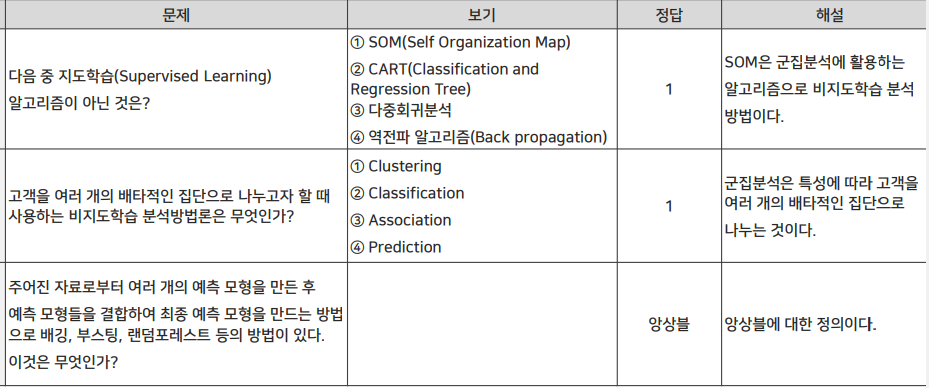 문제
보기
정답
해설
다음 중 지도학습(Supervised Learning)
알고리즘이 아닌 것은?
① SOM(Self Organization Map)
② CART(Classification and
Regression Tree)
③ 다중회귀분석
④ 역전파 알고리즘(Back propagation)
1
SOM은 군집분석에 활용하는
알고리즘으로 비지도학습 분석
방법이다.
고객을 여러 개의 배타적인 집단으로 나누고자 할 때
사용하는 비지도학습 분석방법론은 무엇인가?
① Clustering
② Classification
③ Association
④ Prediction
1
군집분석은 특성에 따라 고객을
여러 개의 배타적인 집단으로
나누는 것이다.
주어진 자료로부터 여러 개의 예측 모형을 만든 후
예측 모형들을 결합하여 최종 예측 모형을 만드는 방법
으로 배깅, 부스팅, 랜덤포레스트 등의 방법이 있다.
이것은 무엇인가?
앙상블
앙상블에 대한 정의이다.